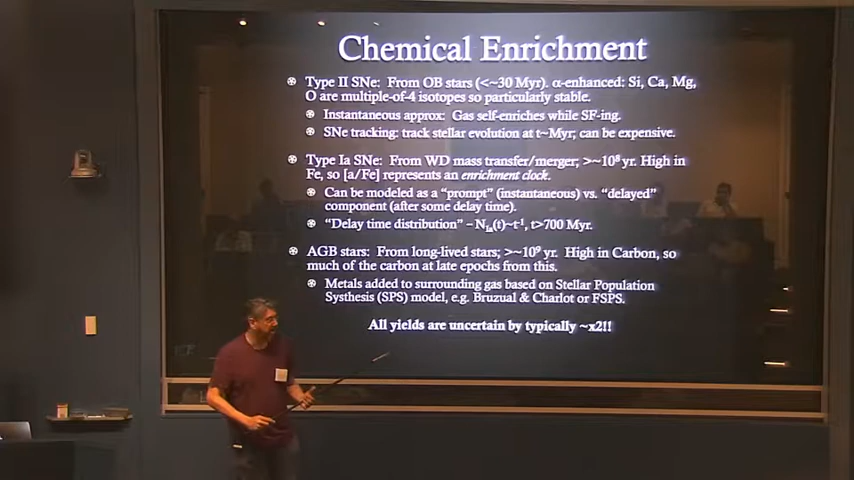 Chemical Enrichment
Type II SNe: From OB stars (<~30 Myr). α-enhanced: Si, Ca, Mg,
O are multiple-of-4 isotopes so particularly stable.
Instantaneous approx: Gas self-enriches while SF-ing.
SNe tracking: track stellar evolution at t~Myr; can be expensive.
Type Ia SNe: From WD mass transfer/merger; >~10⁸ yr. High in
Fe, so [a/Fe] represents an enrichment clock.
Can be modeled as a “prompt” (instantaneous) vs. “delayed”
component (after some delay time).
“Delay time distribution” – N_Ia(t)~t⁻¹, t>700 Myr.
AGB stars: From long-lived stars; >~10⁹ yr. High in Carbon, so
much of the carbon at late epochs from this.
Metals added to surrounding gas based on Stellar Population
Systhesis (SPS) model, e.g. Bruzual & Charlot or FSPS.
All yields are uncertain by typically ~x2!!